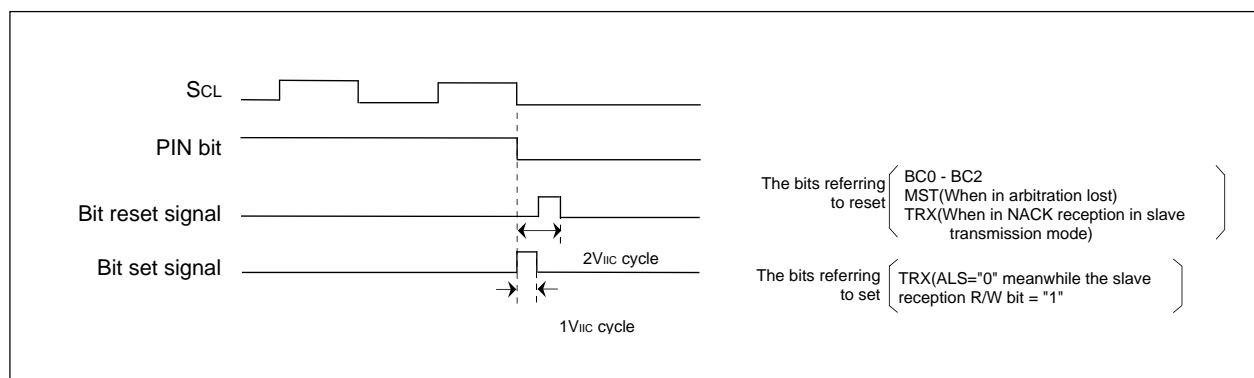 SCL
PIN bit
Bit reset signal
Bit set signal
2VIIC cycle
1VIIC cycle
The bits referring
to reset
BC0 - BC2
MST(When in arbitration lost)
TRX(When in NACK reception in slave
transmission mode)
The bits referring
to set
TRX(ALS="0" meanwhile the slave
reception R/W bit = "1"